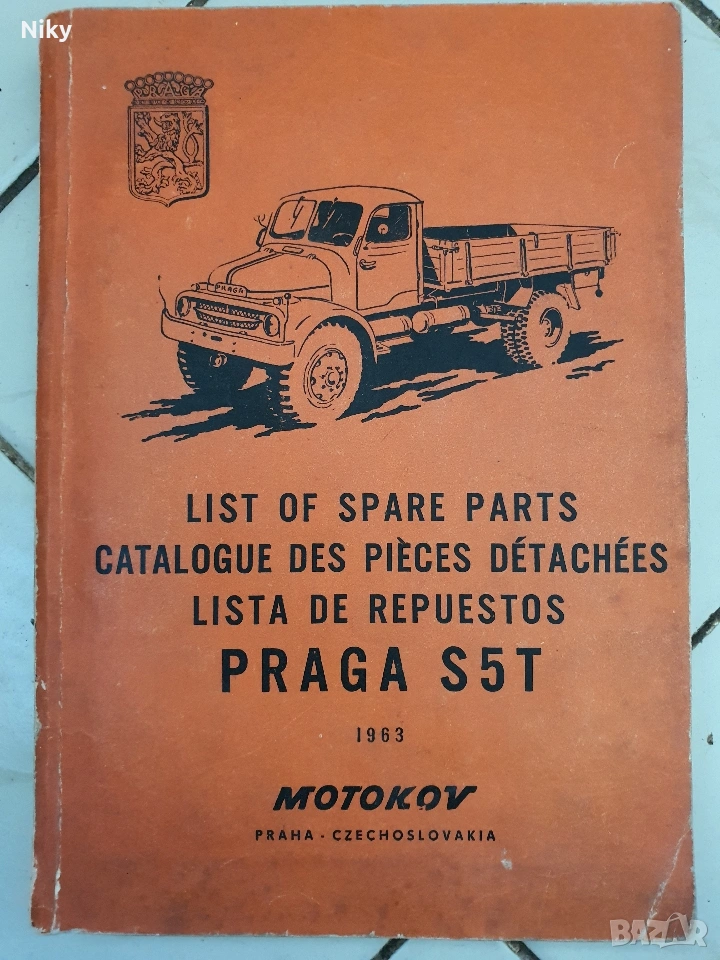 Niky
PRAGA
PRAGA
LIST OF SPARE PARTS
CATALOGUE DES PIÈCES DÉTACHÉES
LISTA DE REPUESTOS
PRAGA S5T
1963
MOTOKOV
PRAHA - CZECHOSLOVAKIA
BAZAR